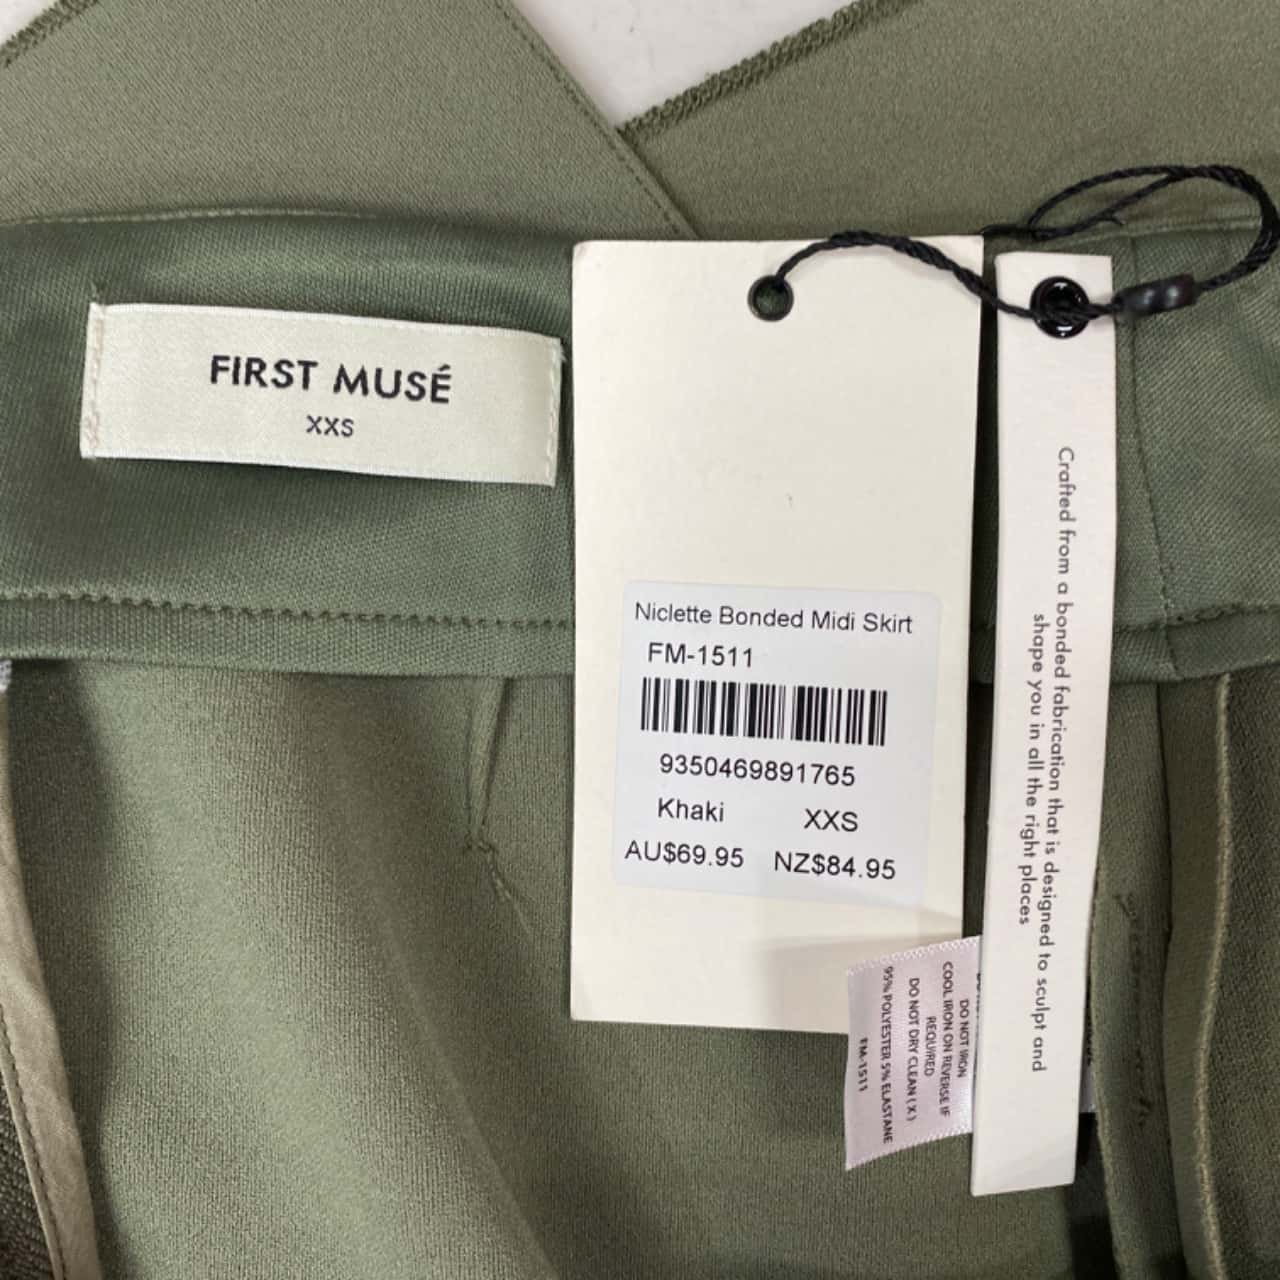 FIRST MUSÉ
XXS
Niclette Bonded Midi Skirt
FM-1511
9350469891765
Khaki XXS
AU$69.95 NZ$84.95
Crafted from a bonded fabrication that is designed to sculpt and
shape you in all the right places
DO NOT IRON
COOL IRON ON REVERSE IF
REQUIRED
DO NOT DRY CLEAN ( X )
95% POLYESTER 5% ELASTANE
FM-1511